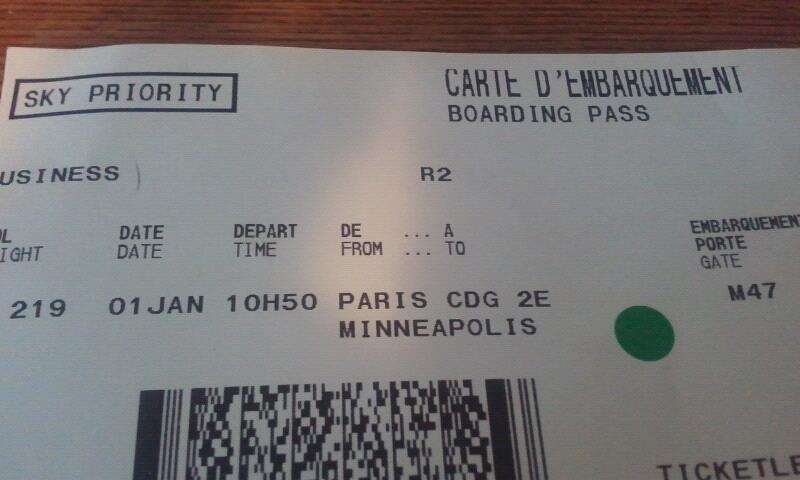 SKY PRIORITY
CARTE D'EMBARQUEMENT
BOARDING PASS
USINESS
R2
L DATE DEPART DE ... A
IGHT DATE TIME FROM ... TO
EMBARQUEMENT
PORTE
GATE
219 01JAN 10H50 PARIS CDG 2E
MINNEAPOLIS
M47
TICKETLE